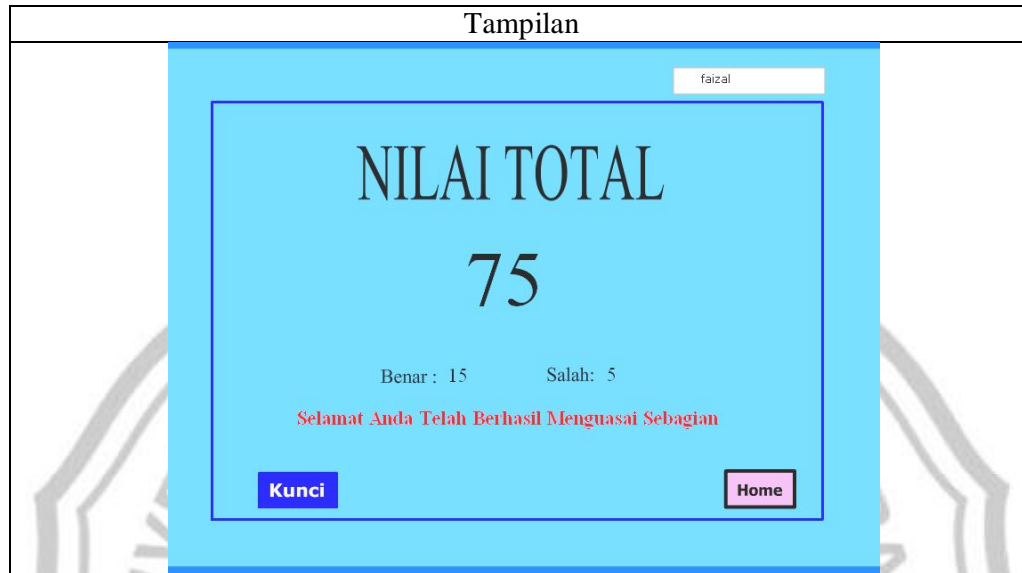 Tampilan
faizal
NILAI TOTAL
75
Benar : 15 Salah: 5
Selamat Anda Telah Berhasil Menguasai Sebagian
Kunci Home